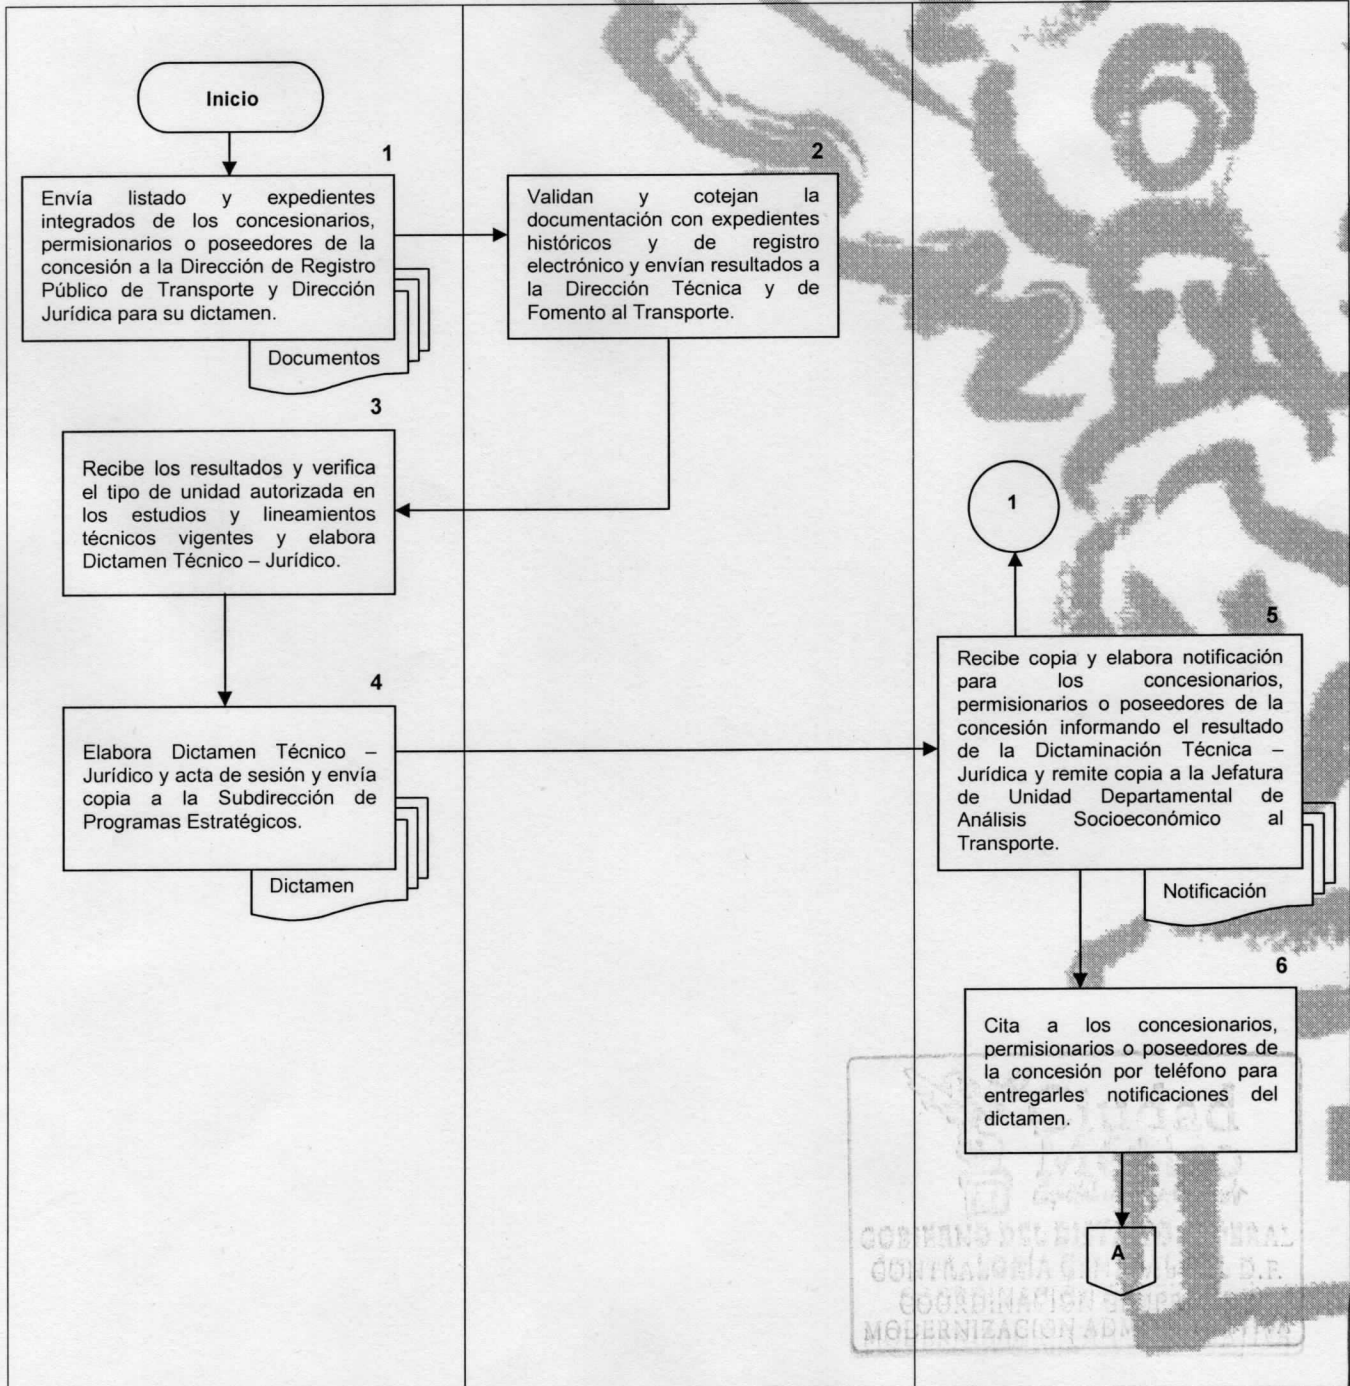 Inicio
1
Envía listado y expedientes
integrados de los concesionarios,
permisionarios o poseedores de la
concesión a la Dirección de Registro
Público de Transporte y Dirección
Jurídica para su dictamen.
Documentos
2
Validan y cotejan la
documentación con expedientes
históricos y de registro
electrónico y envían resultados a
la Dirección Técnica y de
Fomento al Transporte.
3
Recibe los resultados y verifica
el tipo de unidad autorizada en
los estudios y lineamientos
técnicos vigentes y elabora
Dictamen Técnico – Jurídico.
4
Elabora Dictamen Técnico –
Jurídico y acta de sesión y envía
copia a la Subdirección de
Programas Estratégicos.
Dictamen
1
5
Recibe copia y elabora notificación
para los concesionarios,
permisionarios o poseedores de la
concesión informando el resultado
de la Dictaminación Técnica –
Jurídica y remite copia a la Jefatura
de Unidad Departamental de
Análisis Socioeconómico al
Transporte.
Notificación
6
Cita a los concesionarios,
permisionarios o poseedores de
la concesión por teléfono para
entregarles notificaciones del
dictamen.
A
GOBIERNO DEL
CONTRALORÍA D.F.
COORDINACION
MODERNIZACION